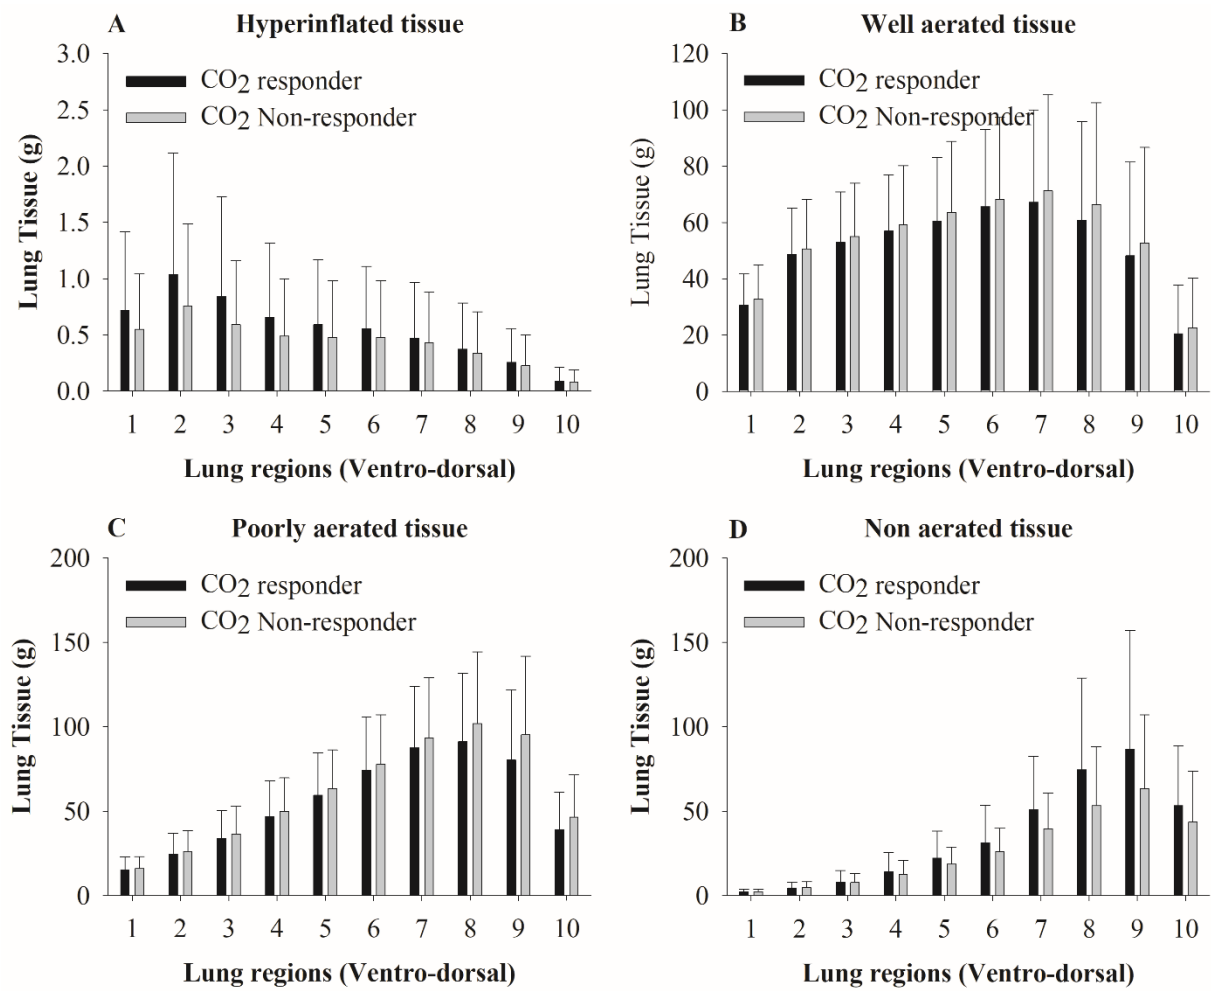 A Hyperinflated tissue
3.0
2.5
2.0
1.5
1.0
0.5
0.0
Lung Tissue (g)
CO2 responder
CO2 Non-responder
1 2 3 4 5 6 7 8 9 10
Lung regions (Ventro-dorsal)
B Well aerated tissue
120
100
80
60
40
20
0
Lung Tissue (g)
CO2 responder
CO2 Non-responder
1 2 3 4 5 6 7 8 9 10
Lung regions (Ventro-dorsal)
C Poorly aerated tissue
200
150
100
50
0
Lung Tissue (g)
CO2 responder
CO2 Non-responder
1 2 3 4 5 6 7 8 9 10
Lung regions (Ventro-dorsal)
D Non aerated tissue
200
150
100
50
0
Lung Tissue (g)
CO2 responder
CO2 Non-responder
1 2 3 4 5 6 7 8 9 10
Lung regions (Ventro-dorsal)